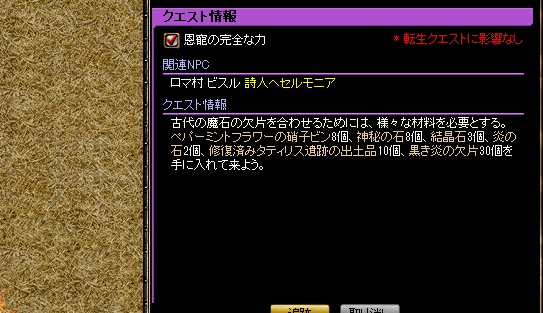 クエスト情報
恩寵の完全な力 *転生クエストに影響なし
関連NPC
ロマ村 ビスル 詩人ヘセルモニア
クエスト情報
古代の魔石の欠片を合わせるためには、様々な材料を必要とする。
ペパーミントフラワーの硝子ビン8個、神秘の石8個、結晶石3個、炎の
石2個、修復済みタティリス遺跡の出土品10個、黒き炎の欠片30個を
手に入れて来よう。
追跡 取り消し